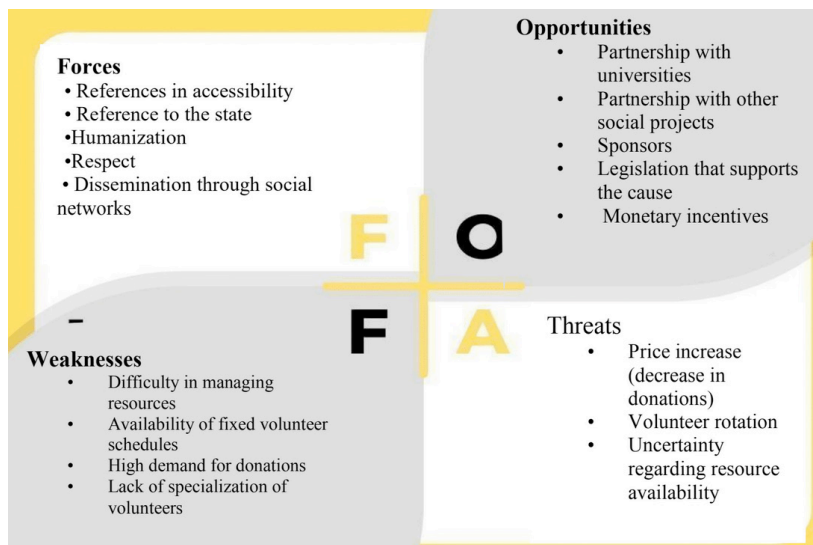 Forces
• References in accessibility
• Reference to the state
•Humanization
•Respect
• Dissemination through social
networks
Opportunities
• Partnership with
universities
• Partnership with other
social projects
• Sponsors
• Legislation that supports
the cause
• Monetary incentives
F O
F A
–
Weaknesses
• Difficulty in managing
resources
• Availability of fixed volunteer
schedules
• High demand for donations
• Lack of specialization of
volunteers
Threats
• Price increase
(decrease in
donations)
• Volunteer rotation
• Uncertainty
regarding resource
availability